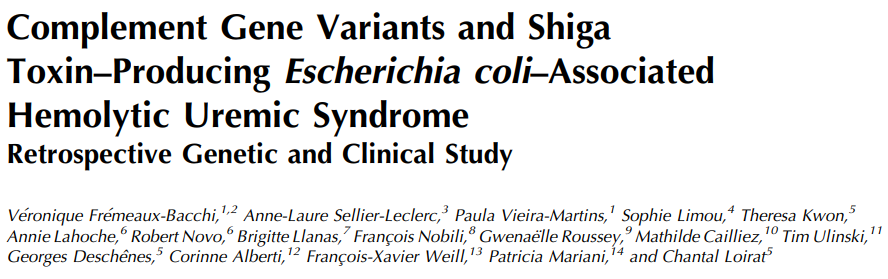 Complement Gene Variants and Shiga
Toxin–Producing Escherichia coli–Associated
Hemolytic Uremic Syndrome
Retrospective Genetic and Clinical Study
Véronique Frémeaux-Bacchi,1,2 Anne-Laure Sellier-Leclerc,3 Paula Vieira-Martins,1 Sophie Limou,4 Theresa Kwon,5
Annie Lahoche,6 Robert Novo,6 Brigitte Llanas,7 François Nobili,8 Gwenaëlle Roussey,9 Mathilde Cailliez,10 Tim Ulinski,11
Georges Deschênes,5 Corinne Alberti,12 François-Xavier Weill,13 Patricia Mariani,14 and Chantal Loirat5